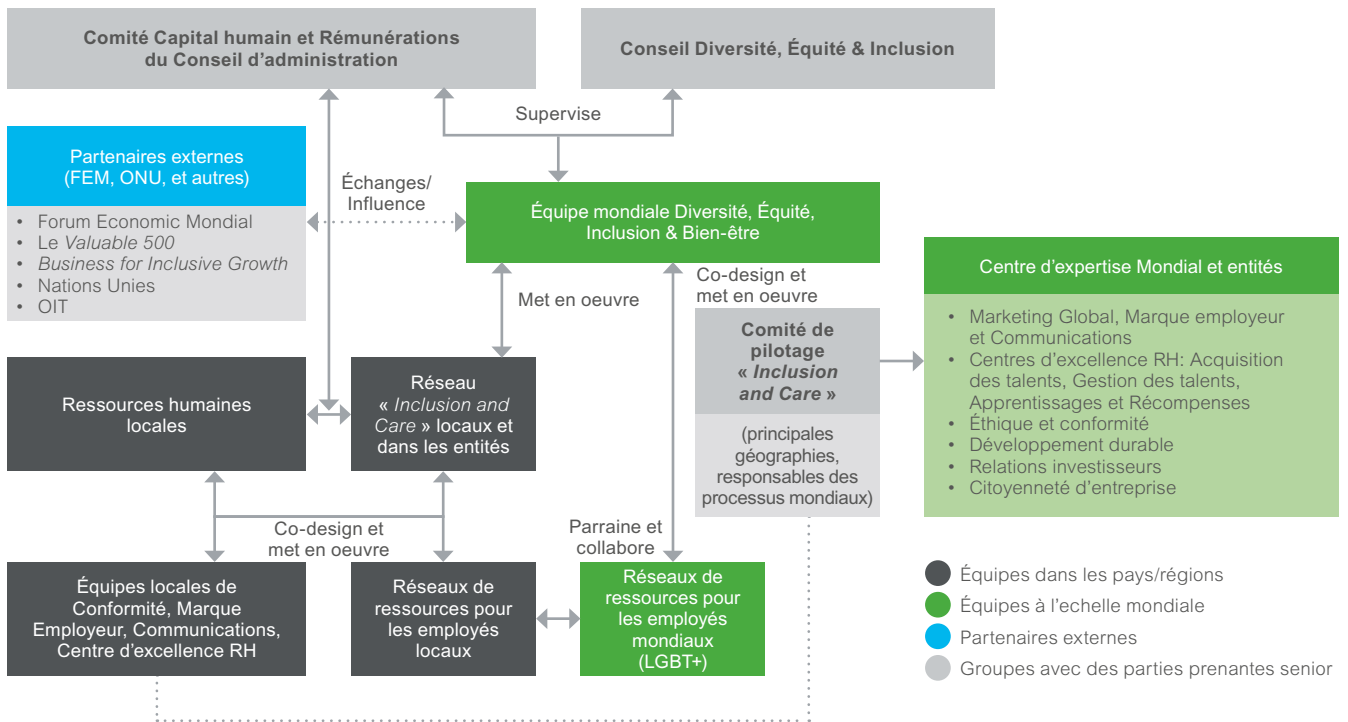 Comité Capital humain et Rémunérations
du Conseil d’administration
Conseil Diversité, Équité & Inclusion
Supervise
Partenaires externes
(FEM, ONU, et autres)
• Forum Economic Mondial
• Le Valuable 500
• Business for Inclusive Growth
• Nations Unies
• OIT
Échanges/
Influence
Équipe mondiale Diversité, Équité,
Inclusion & Bien-être
Met en oeuvre
Co-design et
met en oeuvre
Centre d’expertise Mondial et entités
• Marketing Global, Marque employeur
et Communications
• Centres d’excellence RH: Acquisition
des talents, Gestion des talents,
Apprentissages et Récompenses
• Éthique et conformité
• Développement durable
• Relations investisseurs
• Citoyenneté d’entreprise
Comité de
pilotage
« Inclusion
and Care »
(principales
géographies,
responsables des
processus mondiaux)
Ressources humaines
locales
Réseau
« Inclusion and
Care » locaux et
dans les entités
Co-design et
met en oeuvre
Parraine et
collabore
Équipes locales de
Conformité, Marque
Employeur, Communications,
Centre d’excellence RH
Réseaux de
ressources pour
les employés
locaux
Réseaux de
ressources pour
les employés
mondiaux
(LGBT+)
Équipes dans les pays/régions
Équipes à l’echelle mondiale
Partenaires externes
Groupes avec des parties prenantes senior